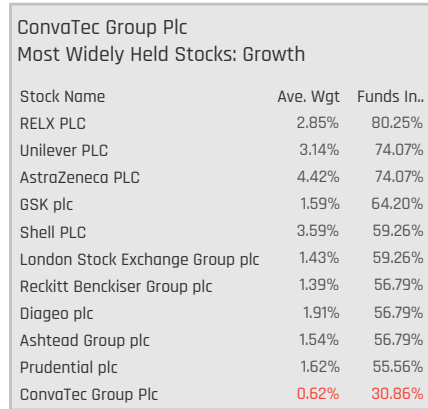 ConvaTec Group Plc
Most Widely Held Stocks: Growth
Stock Name Ave. Wgt Funds In..
RELX PLC 2.85% 80.25%
Unilever PLC 3.14% 74.07%
AstraZeneca PLC 4.42% 74.07%
GSK plc 1.59% 64.20%
Shell PLC 3.59% 59.26%
London Stock Exchange Group plc 1.43% 59.26%
Reckitt Benckiser Group plc 1.39% 56.79%
Diageo plc 1.91% 56.79%
Ashtead Group plc 1.54% 56.79%
Prudential plc 1.62% 55.56%
ConvaTec Group Plc 0.62% 30.86%